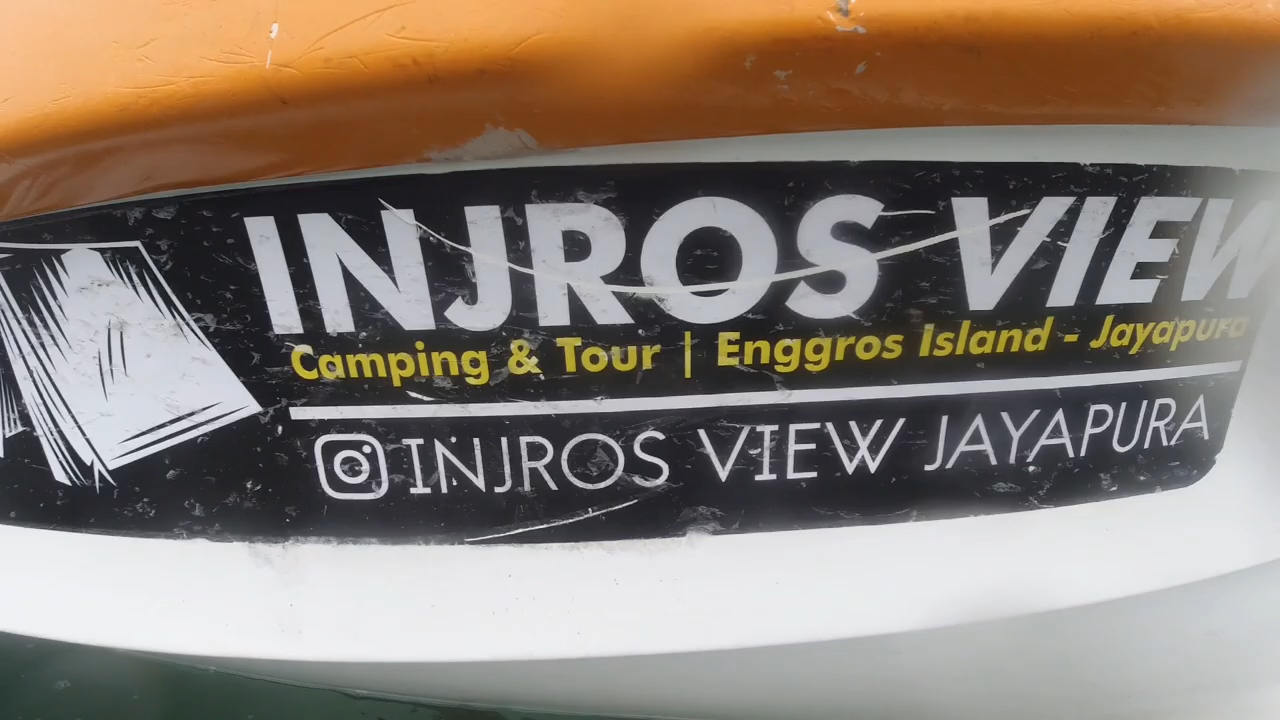 INJROS VIEW
Camping & Tour | Enggros Island - Jayapura
INJROS VIEW JAYAPURA